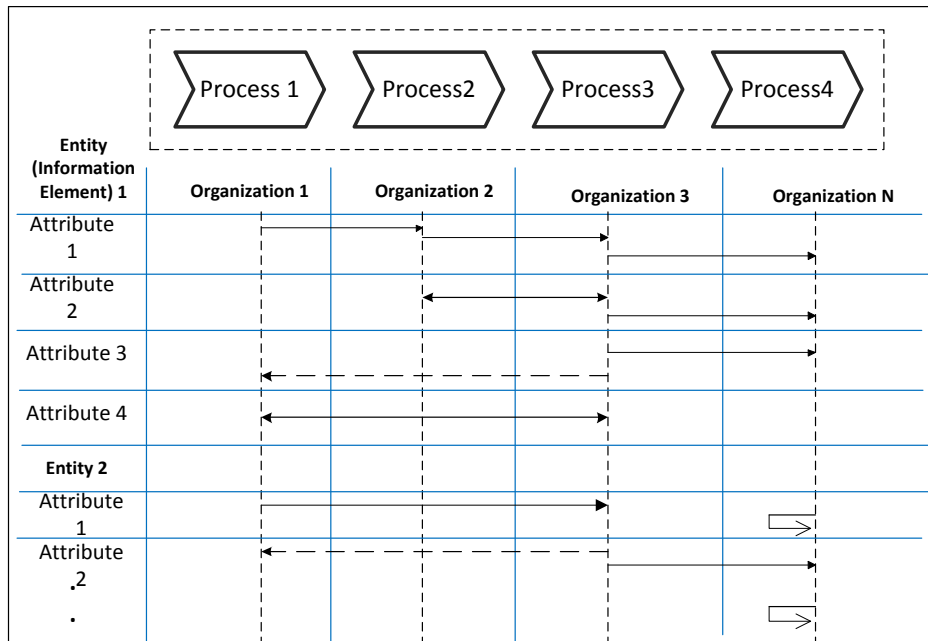 Process 1 Process2 Process3 Process4
Entity
(Information
Element) 1
Organization 1 Organization 2 Organization 3 Organization N
Attribute
1
Attribute
2
Attribute 3
Attribute 4
Entity 2
Attribute
1
Attribute
2
.
.